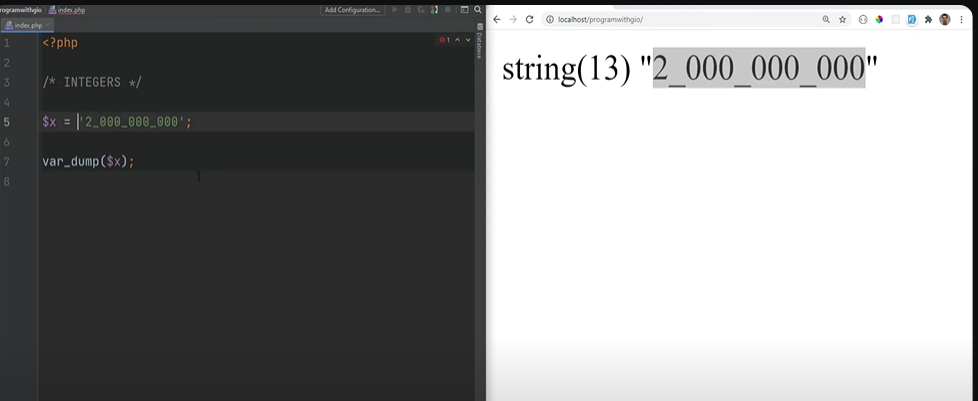 rogramwithgio index.php Add Configuration...
index.php
1 <?php
2
3 /* INTEGERS */
4
5 $x = '2_000_000_000';
6
7 var_dump($x);
8
1
Database
localhost/programwithgio/
string(13) "2_000_000_000"